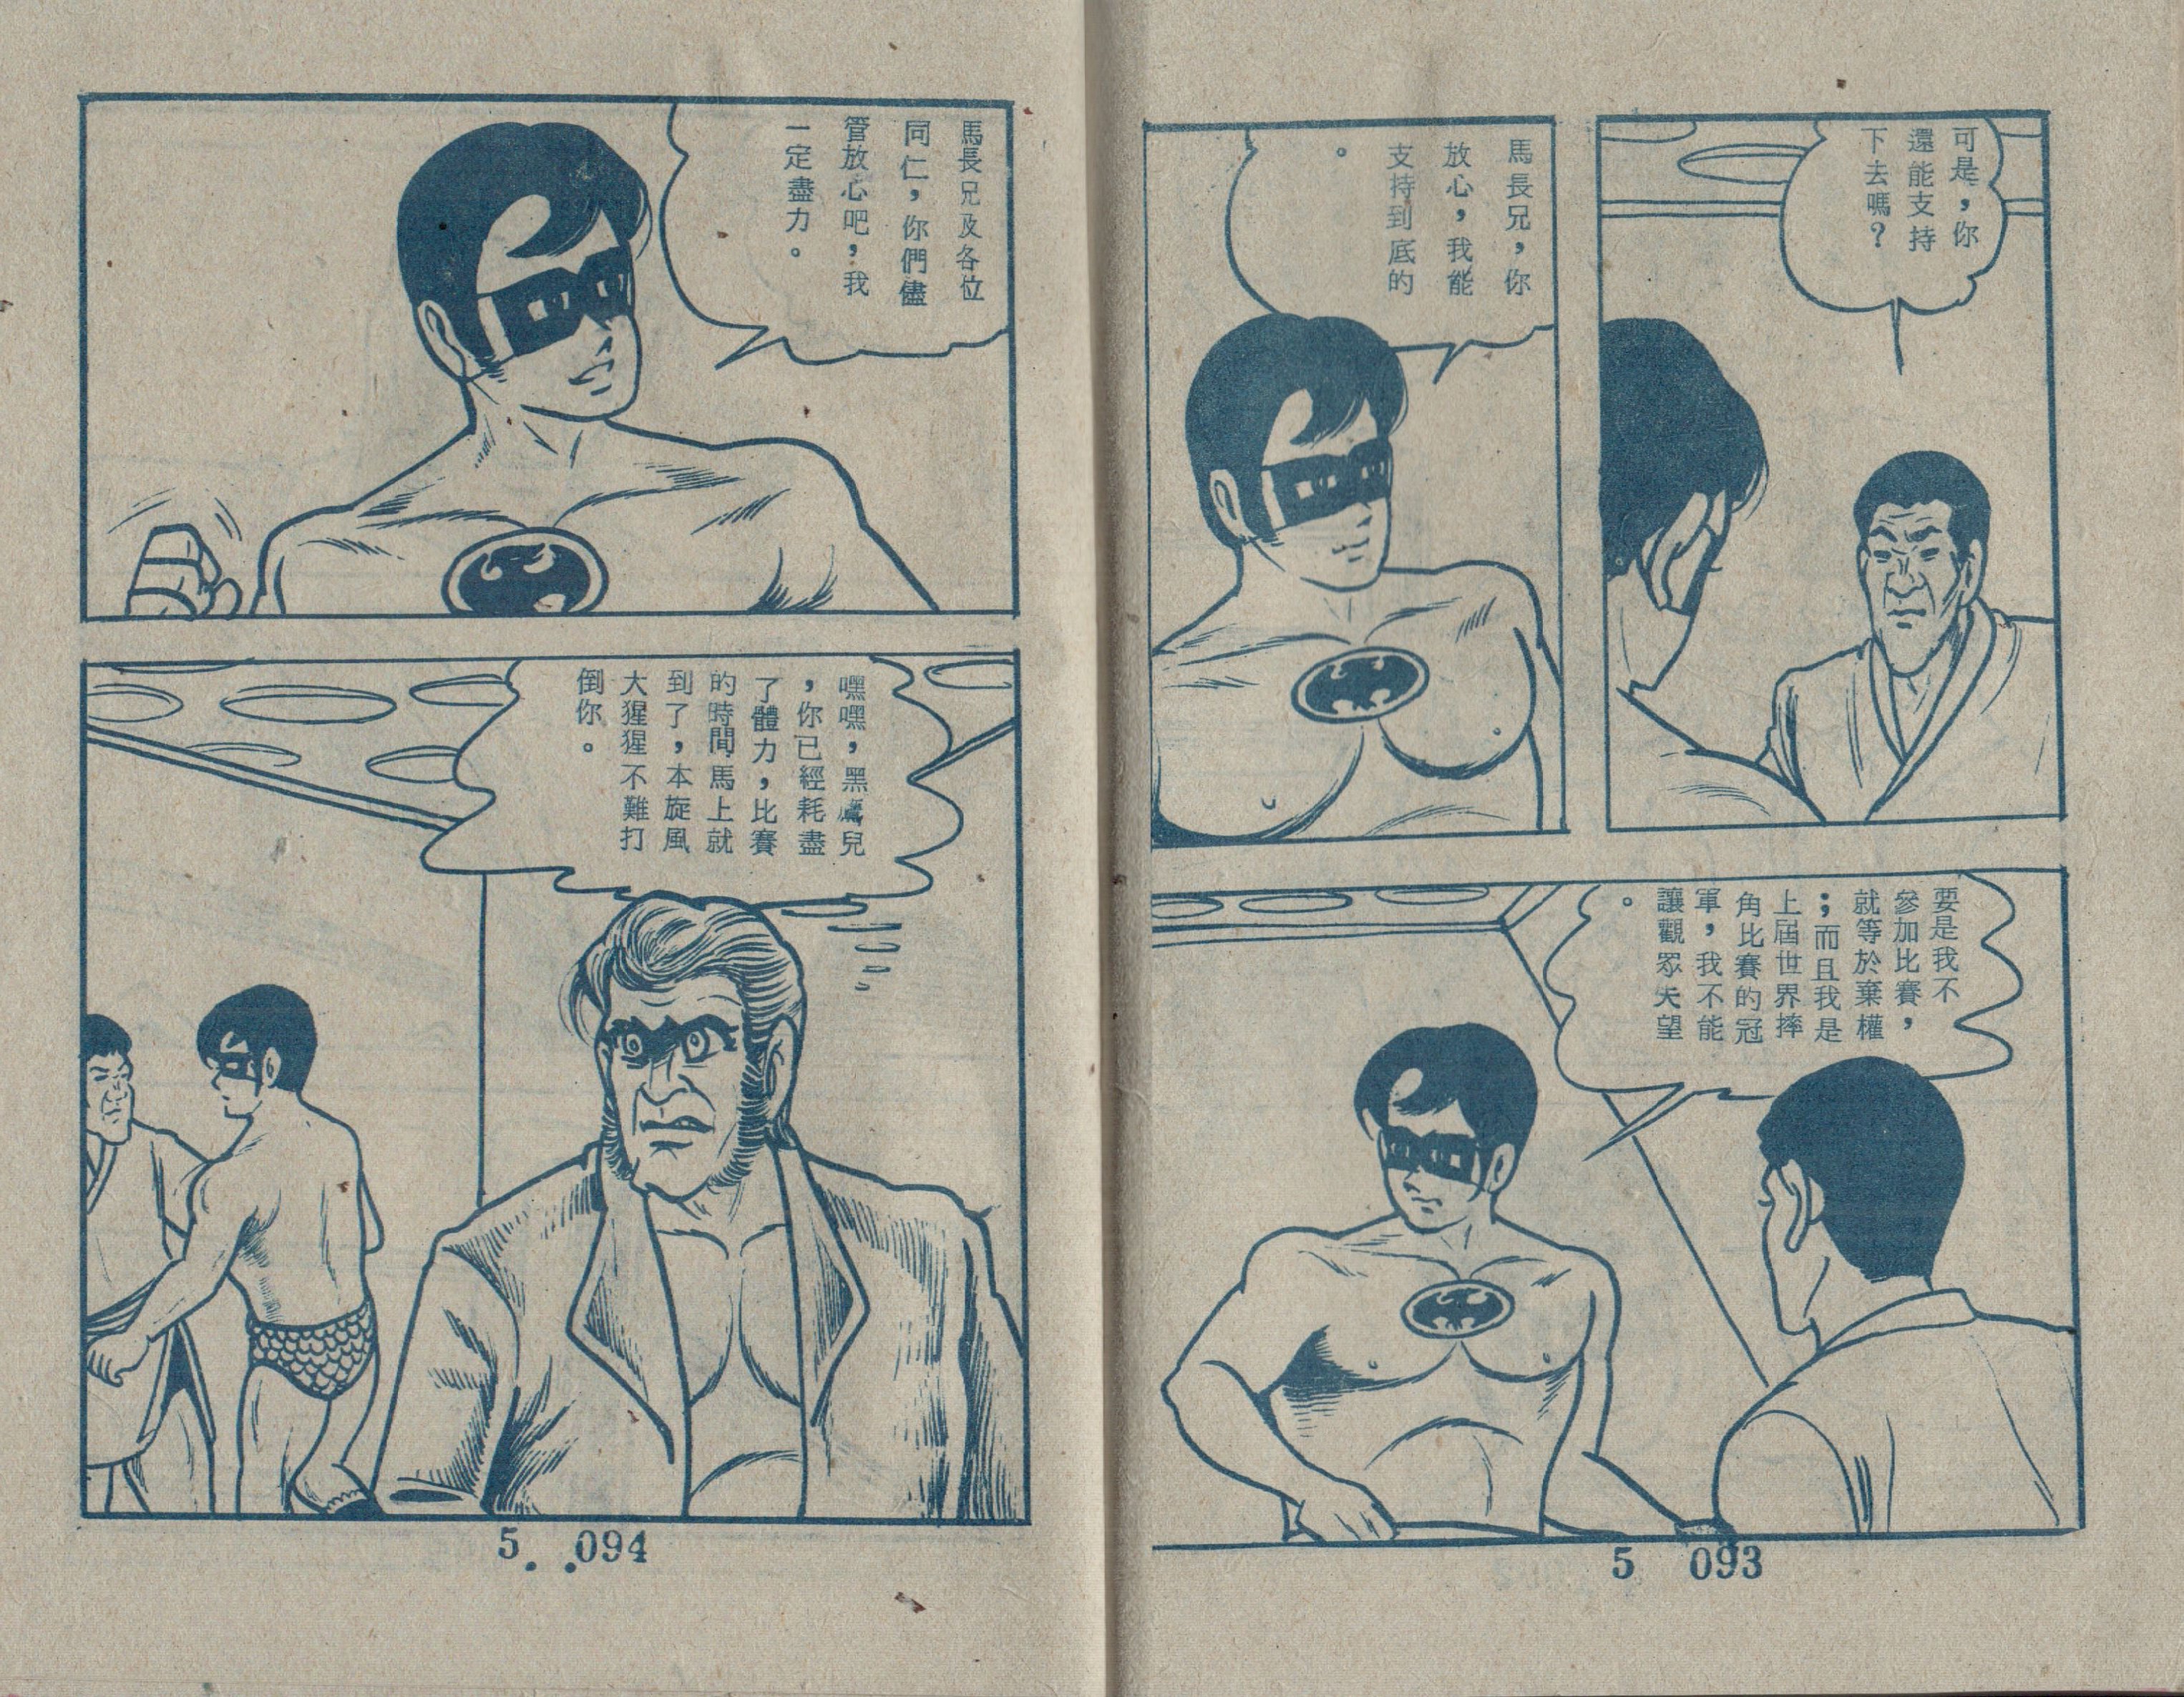 可是，你
還能支持
下去嗎？
馬長兄，你
放心，我能
支持到底的
。
要是我不
參加比賽，
就等於棄權
；而且我是
上屆世界摔
角比賽的冠
軍，我不能
讓觀眾失望
。
5 093
馬長兄及各位
同仁，你們儘
管放心吧，我
一定盡力。
嘿嘿，黑鷹兒
，你已經耗盡
了體力，比賽
的時間馬上就
到了，本旋風
大猩猩不難打
倒你。
5 094